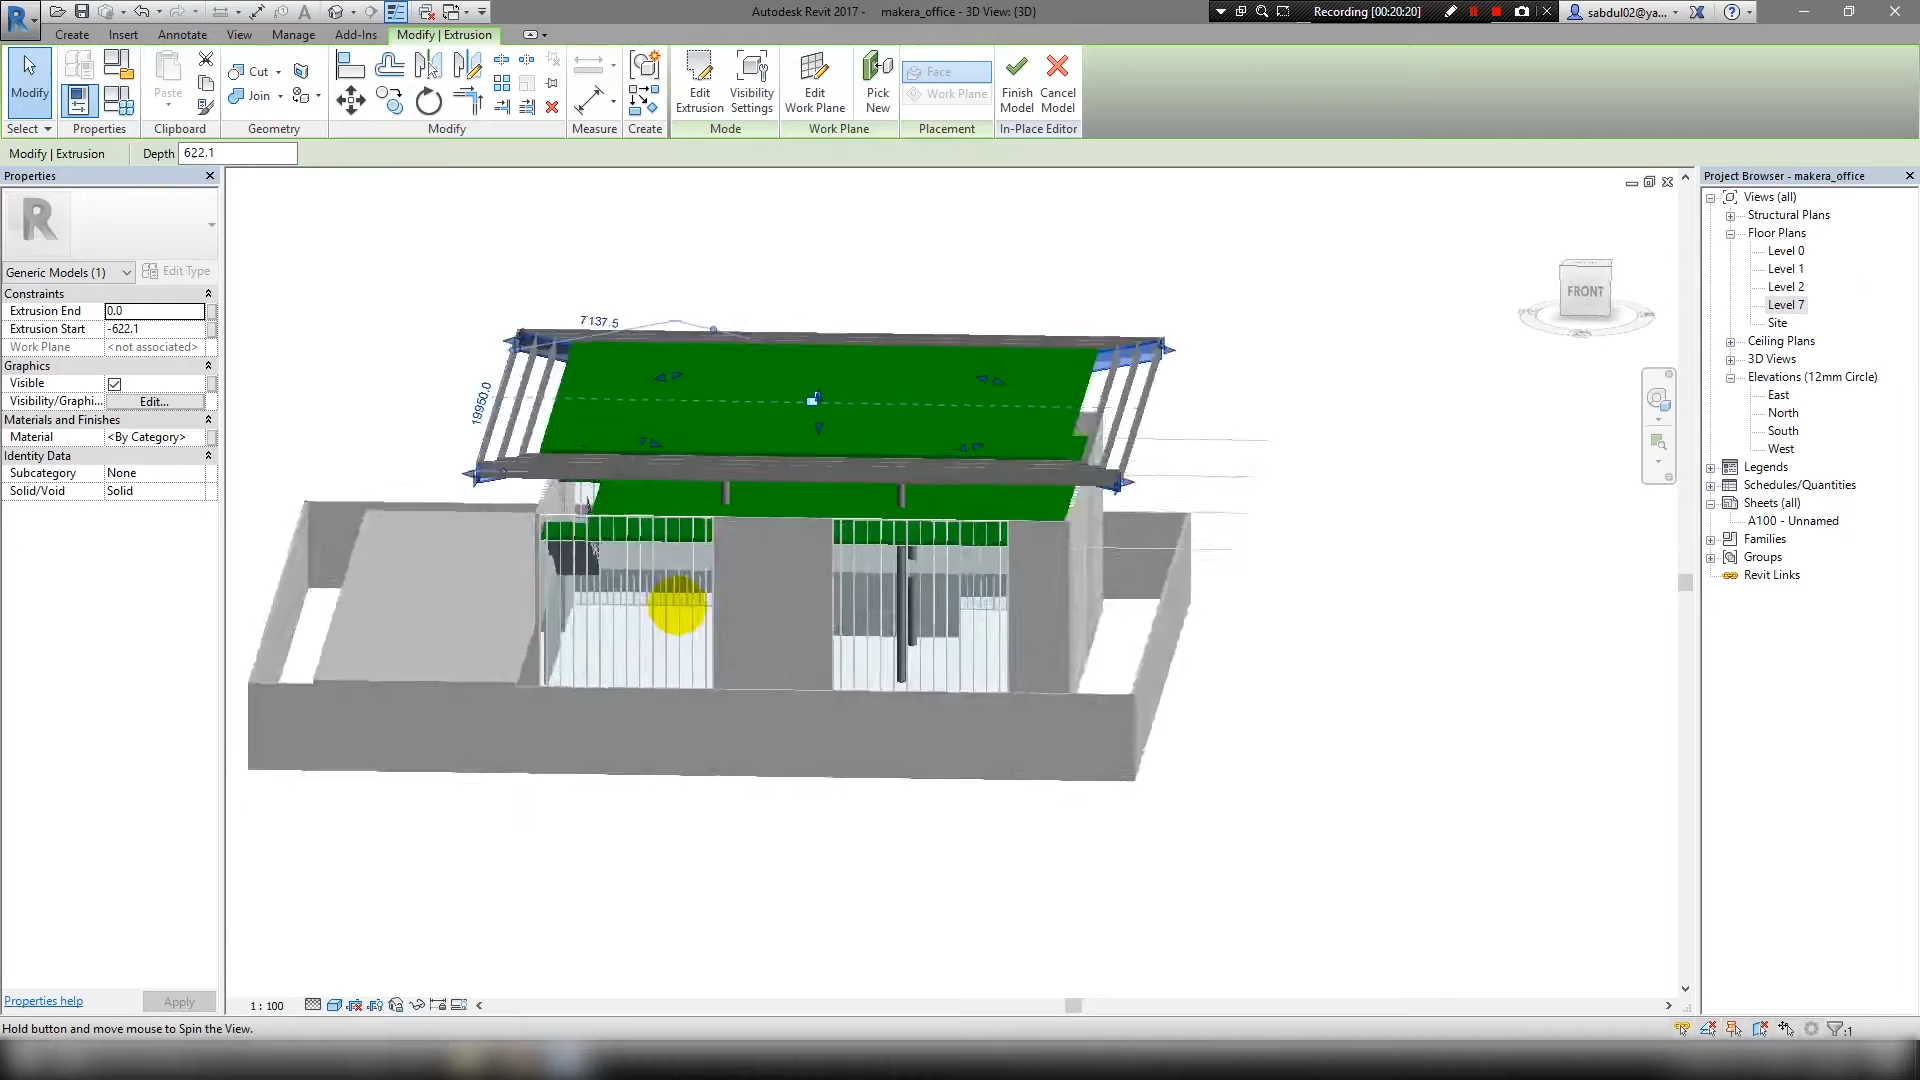 Autodesk Revit 2017 -    makera_office - 3D View: {3D}
Recording [00:20:20]
sabdul02@ya...
Create Insert Annotate View Manage Add-Ins Modify | Extrusion
Modify
Paste
Cut
Join
Edit Extrusion
Visibility Settings
Edit Work Plane
Pick New
Face
Work Plane
Finish Model
Cancel Model
Select Properties Clipboard Geometry Modify Measure Create Mode Work Plane Placement In-Place Editor
Modify | Extrusion Depth 622.1
Properties
R
Generic Models (1) Edit Type
Constraints
Extrusion End 0.0
Extrusion Start -622.1
Work Plane <not associated>
Graphics
Visible
Visibility/Graphi... Edit...
Materials and Finishes
Material <By Category>
Identity Data
Subcategory None
Solid/Void Solid
Properties help Apply
7137.5
19950.0
FRONT
1 : 100
Project Browser - makera_office
Views (all)
Structural Plans
Floor Plans
Level 0
Level 1
Level 2
Level 7
Site
Ceiling Plans
3D Views
Elevations (12mm Circle)
East
North
South
West
Legends
Schedules/Quantities
Sheets (all)
A100 - Unnamed
Families
Groups
Revit Links
Hold button and move mouse to Spin the View.
:1